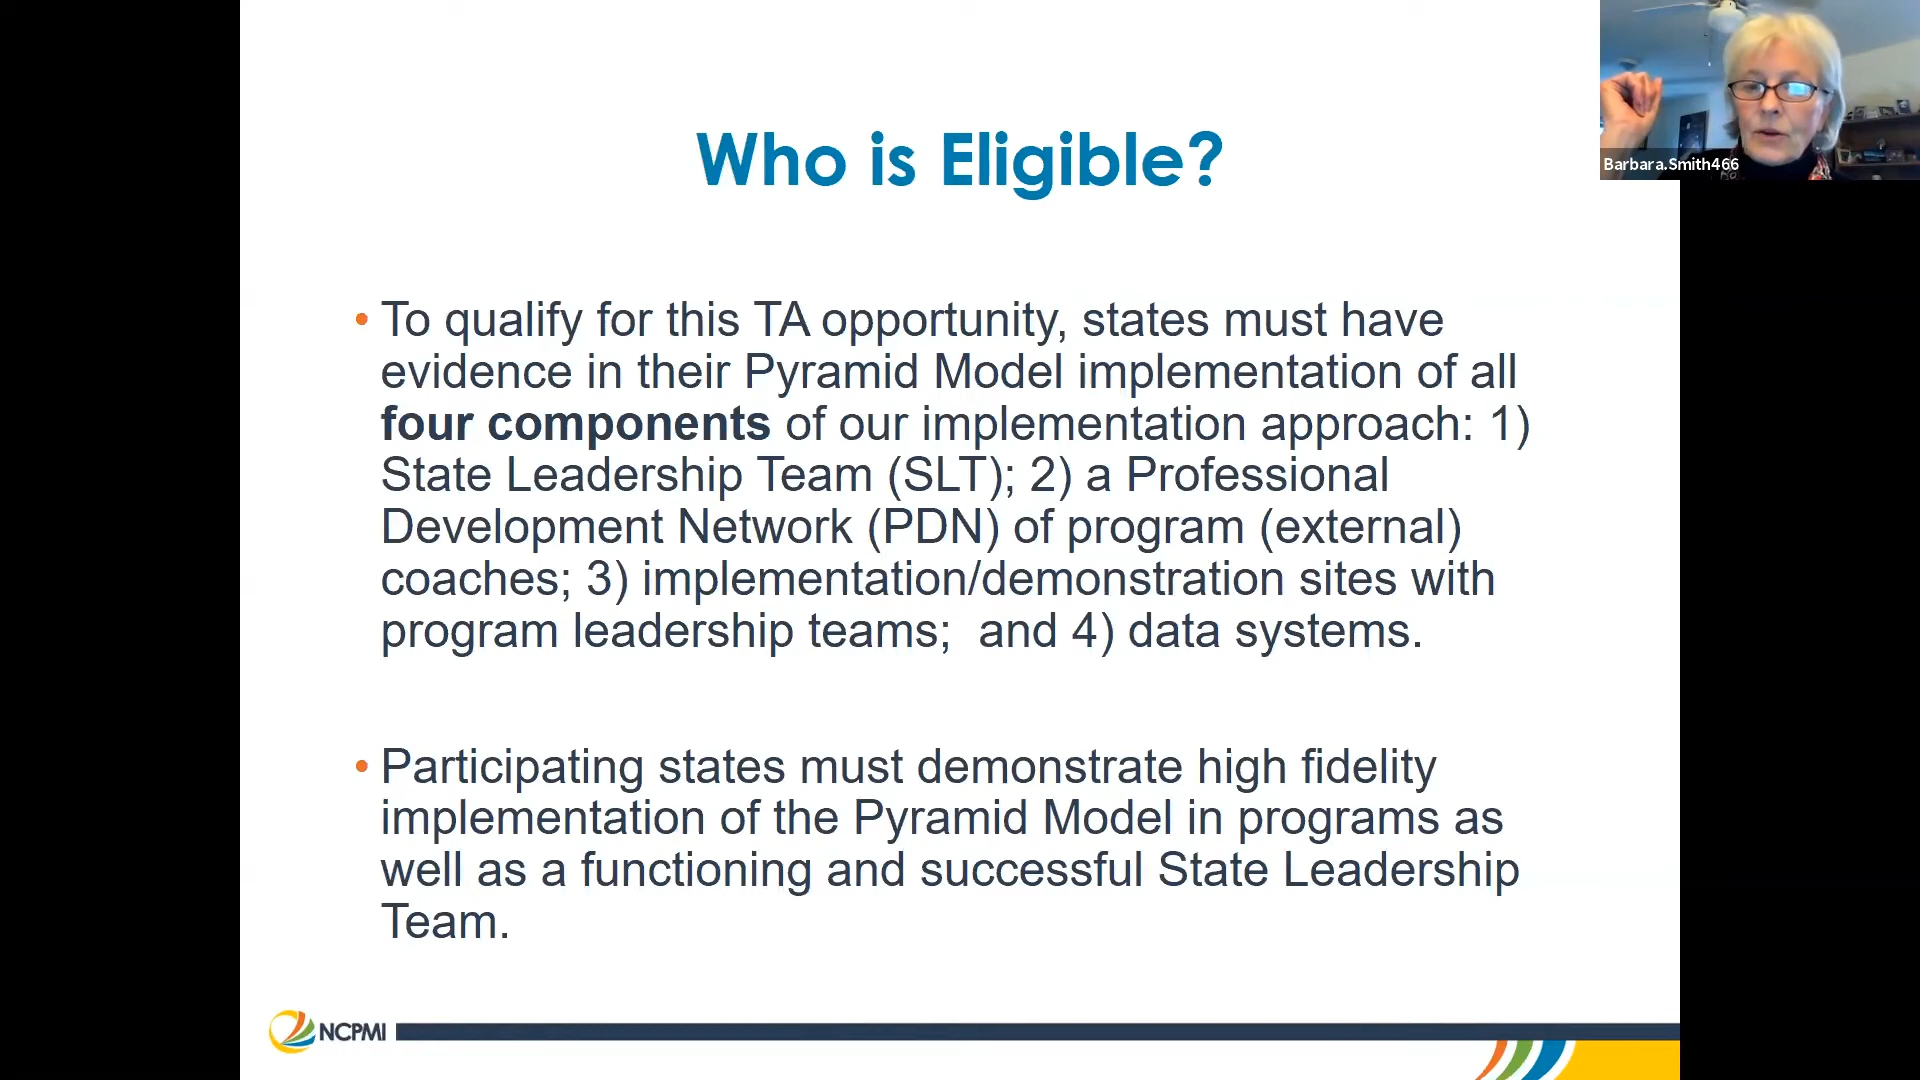 Who is Eligible?
• To qualify for this TA opportunity, states must have
evidence in their Pyramid Model implementation of all
four components of our implementation approach: 1)
State Leadership Team (SLT); 2) a Professional
Development Network (PDN) of program (external)
coaches; 3) implementation/demonstration sites with
program leadership teams;  and 4) data systems.
• Participating states must demonstrate high fidelity
implementation of the Pyramid Model in programs as
well as a functioning and successful State Leadership
Team.
NCPMI
Barbara.Smith466